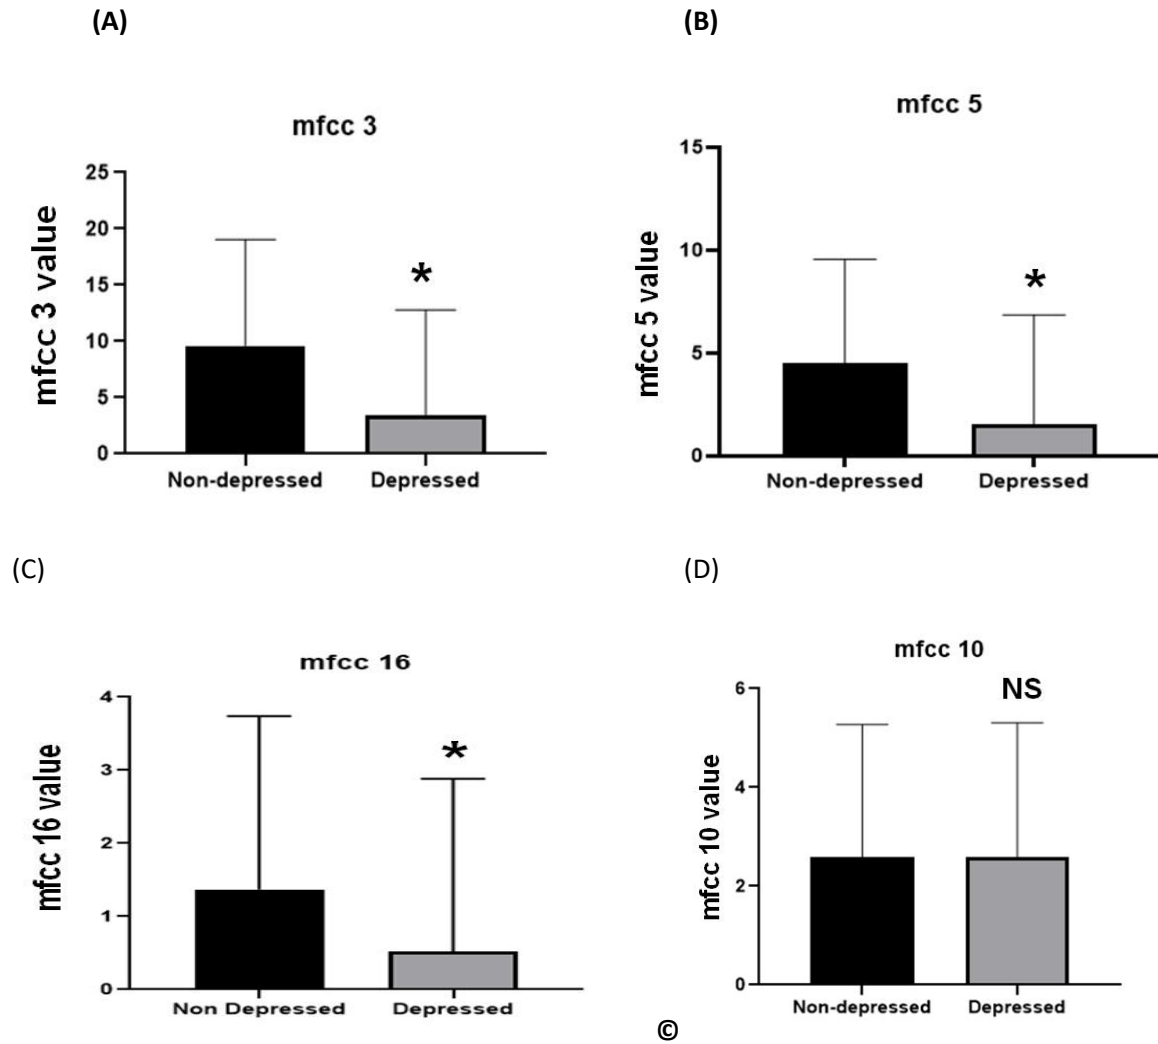 (A)
mfcc 3
mfcc 3 value
25
20
15
10
5
0
*
Non-depressed
Depressed
(B)
mfcc 5
mfcc 5 value
15
10
5
0
*
Non-depressed
Depressed
(C)
mfcc 16
mfcc 16 value
4
3
2
1
0
*
Non Depressed
Depressed
(D)
mfcc 10
mfcc 10 value
6
4
2
0
NS
Non-depressed
Depressed
©